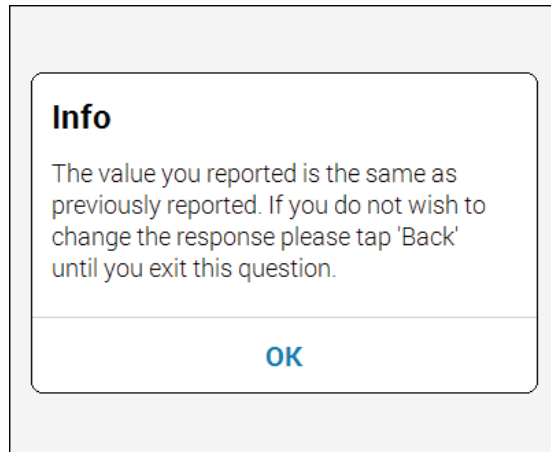 Info
The value you reported is the same as
previously reported. If you do not wish to
change the response please tap 'Back'
until you exit this question.
OK